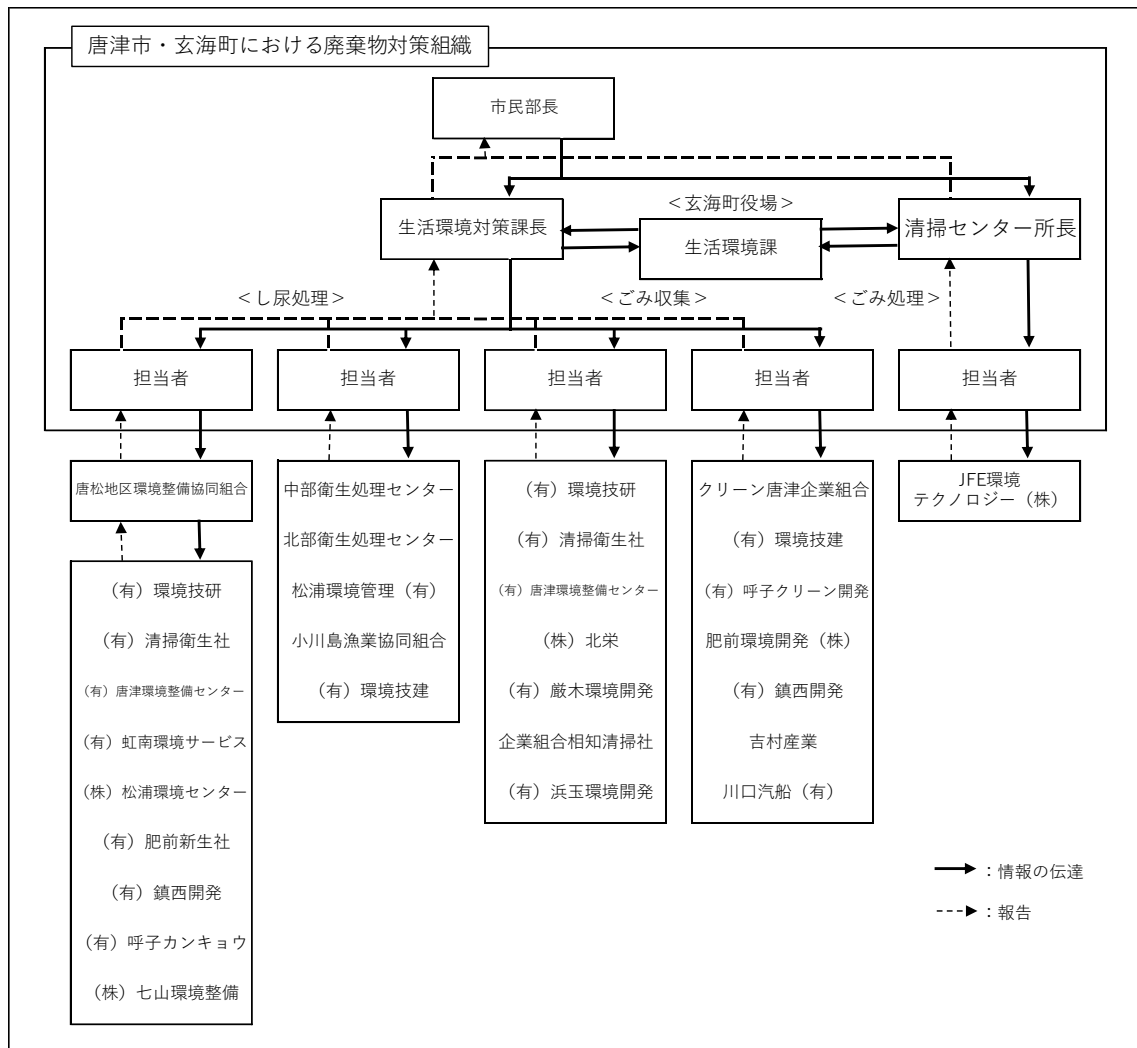 唐津市・玄海町における廃棄物対策組織
市民部長
<玄海町役場>
生活環境対策課長
生活環境課
清掃センター所長
<し尿処理>
<ごみ収集>
<ごみ処理>
担当者
担当者
担当者
担当者
担当者
唐松地区環境整備協同組合
(有)環境技研
(有)清掃衛生社
(有)唐津環境整備センター
(有)虹南環境サービス
(株)松浦環境センター
(有)肥前新生社
(有)鎮西開発
(有)呼子カンキョウ
(株)七山環境整備
中部衛生処理センター
北部衛生処理センター
松浦環境管理(有)
小川島漁業協同組合
(有)環境技建
(有)環境技研
(有)清掃衛生社
(有)唐津環境整備センター
(株)北栄
(有)厳木環境開発
企業組合相知清掃社
(有)浜玉環境開発
クリーン唐津企業組合
(有)環境技建
(有)呼子クリーン開発
肥前環境開発(株)
(有)鎮西開発
吉村産業
川口汽船(有)
JFE環境
テクノロジー(株)
:情報の伝達
:報告